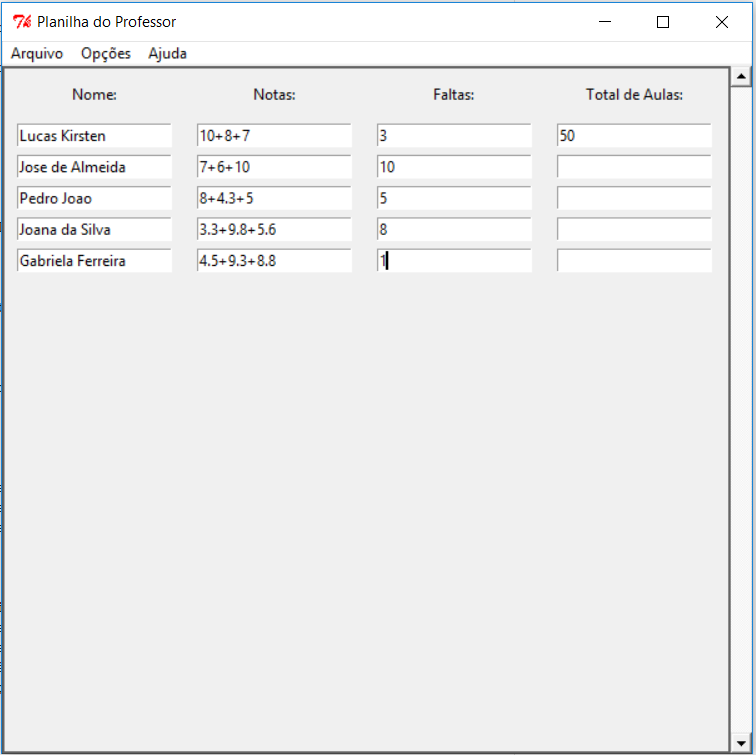 Planilha do Professor
Arquivo Opções Ajuda
Nome: Notas: Faltas: Total de Aulas:
Lucas Kirsten 10+8+7 3 50
Jose de Almeida 7+6+10 10
Pedro Joao 8+4.3+5 5
Joana da Silva 3.3+9.8+5.6 8
Gabriela Ferreira 4.5+9.3+8.8 1